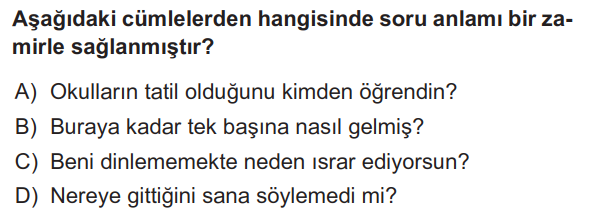 Aşağıdaki cümlelerden hangisinde soru anlamı bir za-
mirle sağlanmıştır?
A) Okulların tatil olduğunu kimden öğrendin?
B) Buraya kadar tek başına nasıl gelmiş?
C) Beni dinlememekte neden ısrar ediyorsun?
D) Nereye gittiğini sana söylemedi mi?